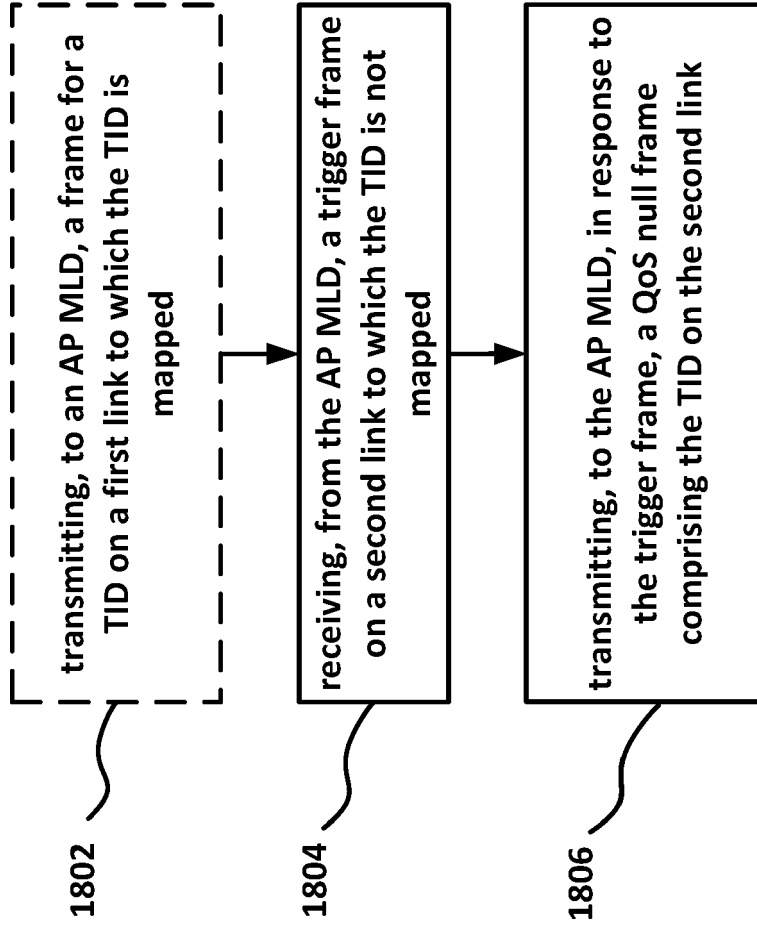 1802
transmitting, to an AP MLD, a frame for a
TID on a first link to which the TID is
mapped
1804
receiving, from the AP MLD, a trigger frame
on a second link to which the TID is not
mapped
1806
transmitting, to the AP MLD, in response to
the trigger frame, a QoS null frame
comprising the TID on the second link